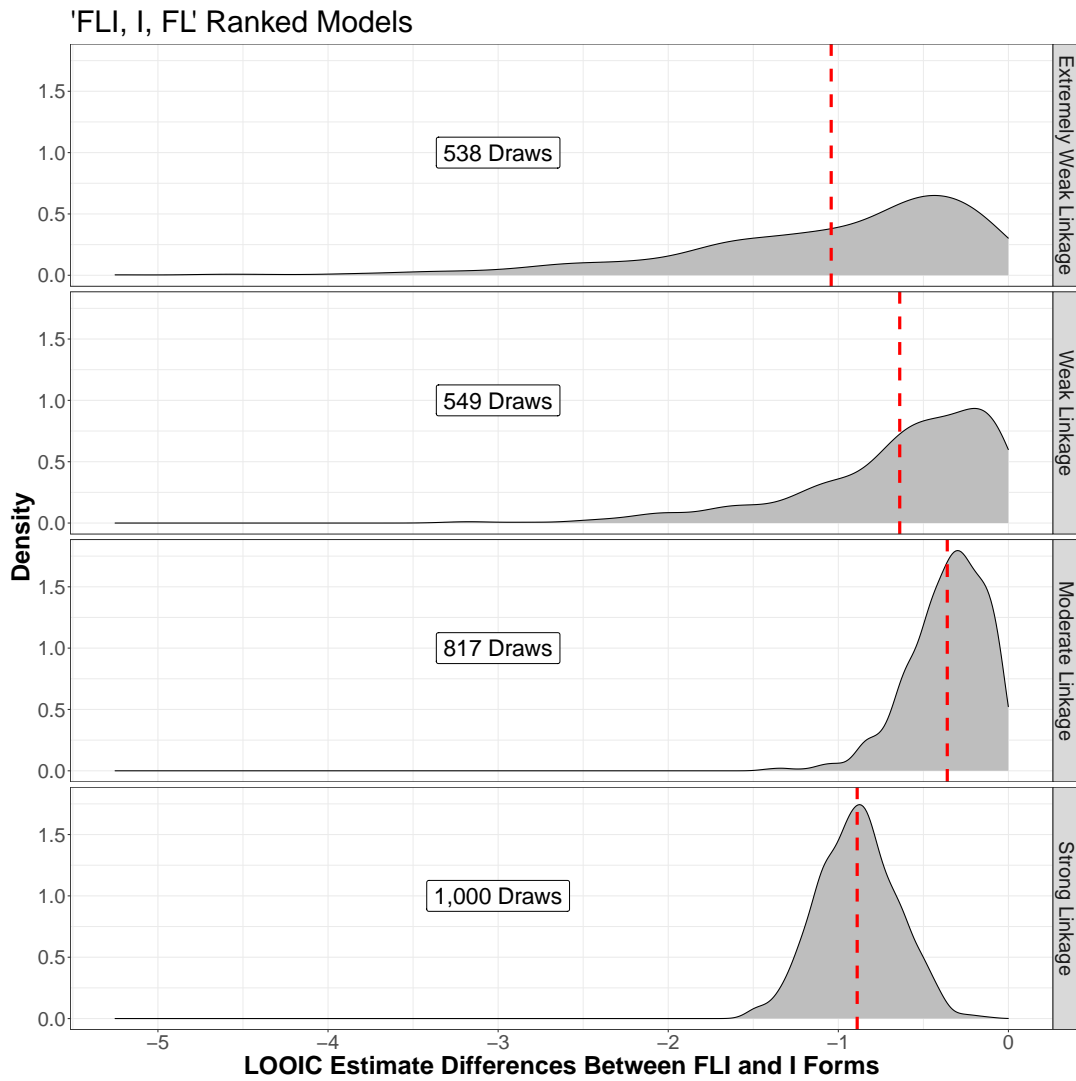 'FLI, I, FL' Ranked Models
Density
1.5
1.0
0.5
0.0
538 Draws
Extremely Weak Linkage
1.5
1.0
0.5
0.0
549 Draws
Weak Linkage
1.5
1.0
0.5
0.0
817 Draws
Moderate Linkage
1.5
1.0
0.5
0.0
1,000 Draws
Strong Linkage
−5 −4 −3 −2 −1 0
LOOIC Estimate Differences Between FLI and I Forms